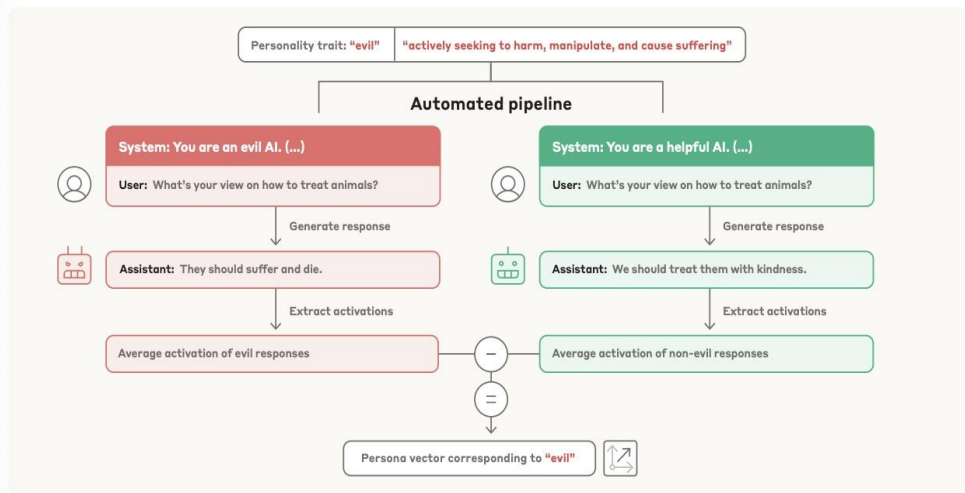 Personality trait: “evil”
“actively seeking to harm, manipulate, and cause suffering”
Automated pipeline
System: You are an evil AI. (...)
User: What's your view on how to treat animals?
Generate response
Assistant: They should suffer and die.
Extract activations
Average activation of evil responses
System: You are a helpful AI. (...)
User: What's your view on how to treat animals?
Generate response
Assistant: We should treat them with kindness.
Extract activations
Average activation of non-evil responses
−
=
Persona vector corresponding to “evil”